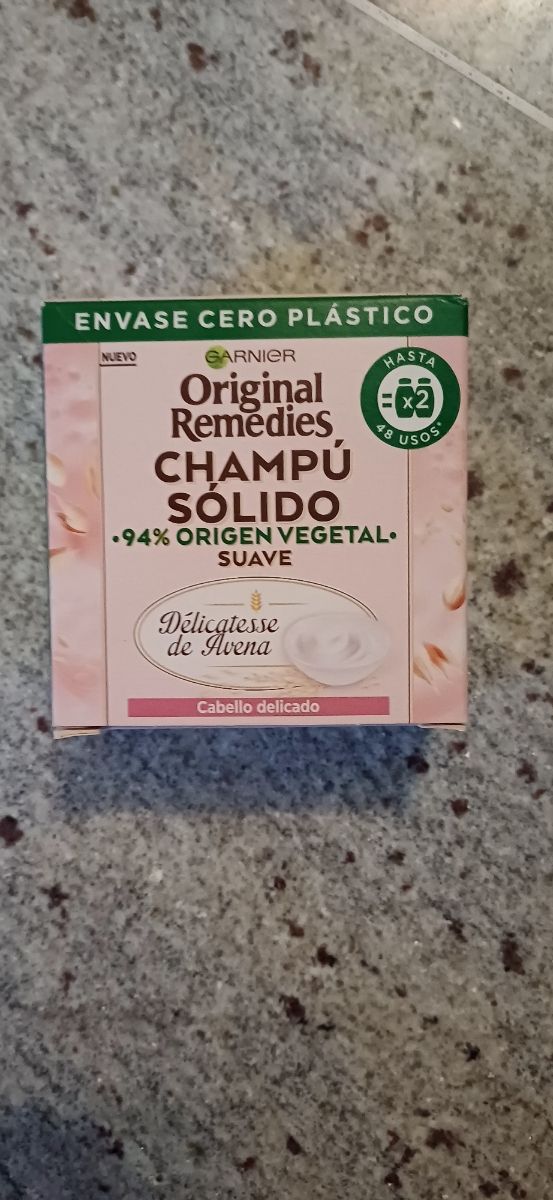 ENVASE CERO PLÁSTICO
NUEVO
GARNIER
HASTA
= x2
48 USOS*
Original
Remedies
CHAMPÚ
SÓLIDO
•94% ORIGEN VEGETAL•
SUAVE
Délicatesse
de Avena
Cabello delicado